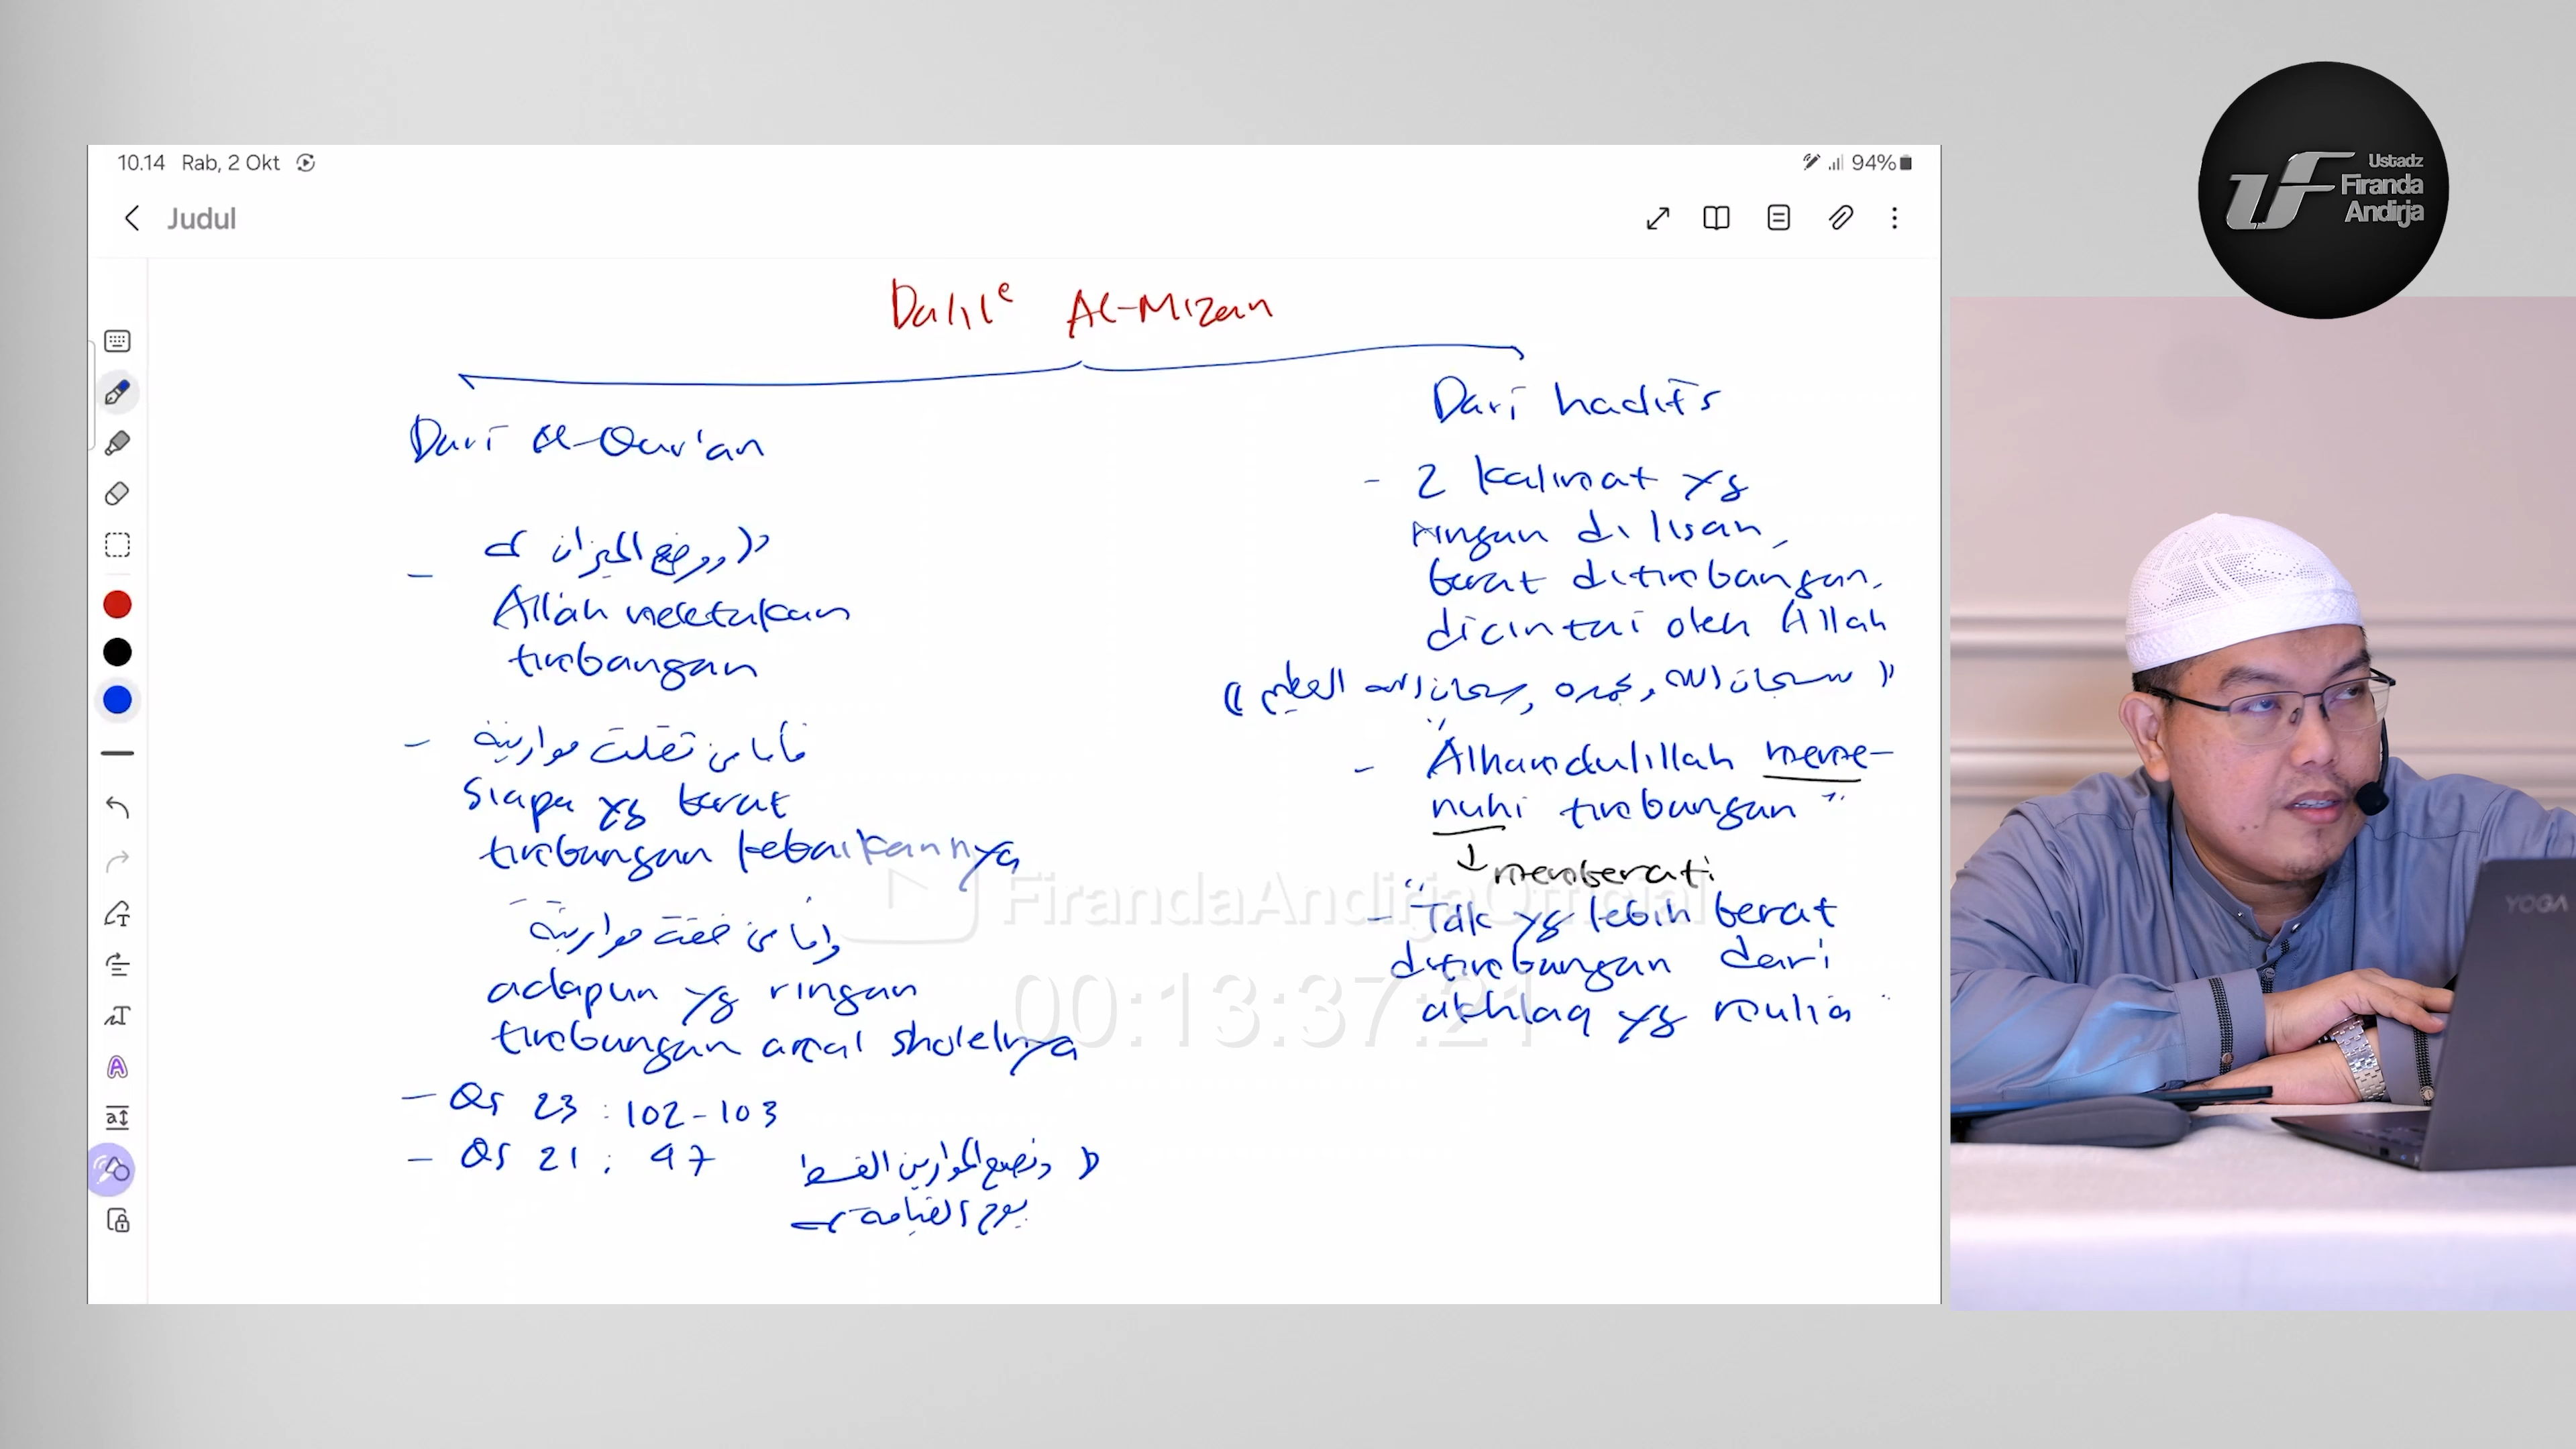 10.14 Rab, 2 Okt
94%
Judul
Dalil² Al-Mizan
Dari Al-Qur'an
- ((ووضع الميزان))
Allah meletakan
timbangan
- فأما من ثقلت موازينه
Siapa yg berat
timbangan kebaikannya
وأما من خفت موازينه
adapun yg ringan
timbangan amal sholehnya
- QS 23 : 102-103
- QS 21 : 47 ((ونضع الموازين القسط
يوم القيامة))
Dari hadits
- 2 kalimat yg
ringan di lisan,
berat ditimbangan,
dicintai oleh Allah
((سبحان الله وبحمده, سبحان الله العظيم))
- "Alhamdulillah meme-
nuhi timbangan"
↓ memberati
- "Tak yg lebih berat
ditimbangan dari
akhlaq yg mulia"
FirandaAndirjaOfficial
00:13:37:21
UF Ustadz
Firanda
Andirja
YOGA